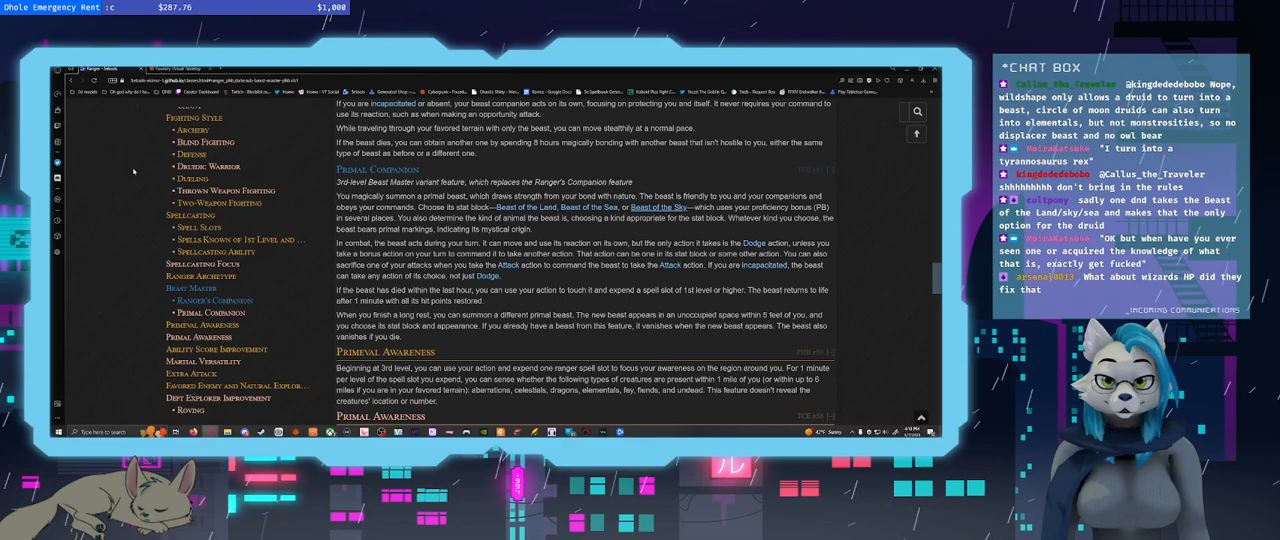 Dhole Emergency Rent :c $287.76 $1,000
Ranger - 5etools
Foundry Virtual Tabletop
If you are incapacitated or absent, your beast companion acts on its own, focusing on protecting you and itself. It never requires your command to
use its reaction, such as when making an opportunity attack.
While traveling through your favored terrain with only the beast, you can move stealthily at a normal pace.
If the beast dies, you can obtain another one by spending 8 hours magically bonding with another beast that isn't hostile to you, either the same
type of beast as before or a different one.
PRIMAL COMPANION
3rd-level Beast Master variant feature, which replaces the Ranger's Companion feature
You magically summon a primal beast, which draws strength from your bond with nature. The beast is friendly to you and your companions and
obeys your commands. Choose its stat block—Beast of the Land, Beast of the Sea, or Beast of the Sky—which uses your proficiency bonus (PB)
in several places. You also determine the kind of animal the beast is, choosing a kind appropriate for the stat block. Whatever kind you choose, the
beast bears primal markings, indicating its mystical origin.
In combat, the beast acts during your turn. It can move and use its reaction on its own, but the only action it takes is the Dodge action, unless you
take a bonus action on your turn to command it to take another action. That action can be one in its stat block or some other action. You can also
sacrifice one of your attacks when you take the Attack action to command the beast to take the Attack action. If you are incapacitated, the beast
can take any action of its choice, not just Dodge.
If the beast has died within the last hour, you can use your action to touch it and expend a spell slot of 1st level or higher. The beast returns to life
after 1 minute with all its hit points restored.
When you finish a long rest, you can summon a different primal beast. The new beast appears in an unoccupied space within 5 feet of you, and
you choose its stat block and appearance. If you already have a beast from this feature, it vanishes when the new beast appears. The beast also
vanishes if you die.
PRIMEVAL AWARENESS
Beginning at 3rd level, you can use your action and expend one ranger spell slot to focus your awareness on the region around you. For 1 minute
per level of the spell slot you expend, you can sense whether the following types of creatures are present within 1 mile of you (or within up to 6
miles if you are in your favored terrain): aberrations, celestials, dragons, elementals, fey, fiends, and undead. This feature doesn't reveal the
creatures' location or number.
PRIMAL AWARENESS
FIGHTING STYLE
• ARCHERY
• BLIND FIGHTING
• DEFENSE
• DRUIDIC WARRIOR
• DUELING
• THROWN WEAPON FIGHTING
• TWO-WEAPON FIGHTING
SPELLCASTING
• SPELL SLOTS
• SPELLS KNOWN OF 1ST LEVEL AND ...
• SPELLCASTING ABILITY
SPELLCASTING FOCUS
RANGER ARCHETYPE
BEAST MASTER
• RANGER'S COMPANION
• PRIMAL COMPANION
PRIMEVAL AWARENESS
PRIMAL AWARENESS
ABILITY SCORE IMPROVEMENT
MARTIAL VERSATILITY
EXTRA ATTACK
FAVORED ENEMY AND NATURAL EXPLOR...
DEFT EXPLORER IMPROVEMENT
• ROVING
Type here to search
42°F Sunny
*CHAT BOX
Callus_the_Traveler @kingdededebobo Nope,
wildshape only allows a druid to turn into a
beast, circle of moon druids can also turn
into elementals, but not monstrosities, so no
displacer beast and no owl bear
MoiraKatsuke "I turn into a
tyrannosaurus rex"
kingdededebobo @Callus_the_Traveler
shhhhhhhhh don't bring in the rules
cultpony sadly one dnd takes the Beast
of the Land/sky/sea and makes that the only
option for the druid
MoiraKatsuke "OK but when have you ever
seen one or acquired the knowledge of what
that is, exactly get fucked"
arsenal0013 What about wizards HP did they
fix that
_INCOMING COMMUNICATIONS
ル
1997